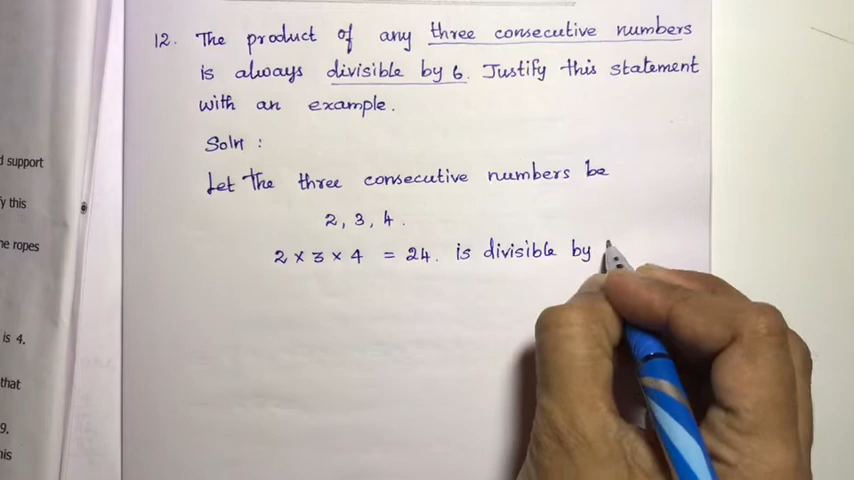 12. The product of any three consecutive numbers
is always divisible by 6. Justify this statement
with an example.
Soln :
Let The three consecutive numbers be
2, 3, 4.
2 × 3 × 4 = 24. is divisible by
d support
y this
ne ropes
is 4.
that
9.
his